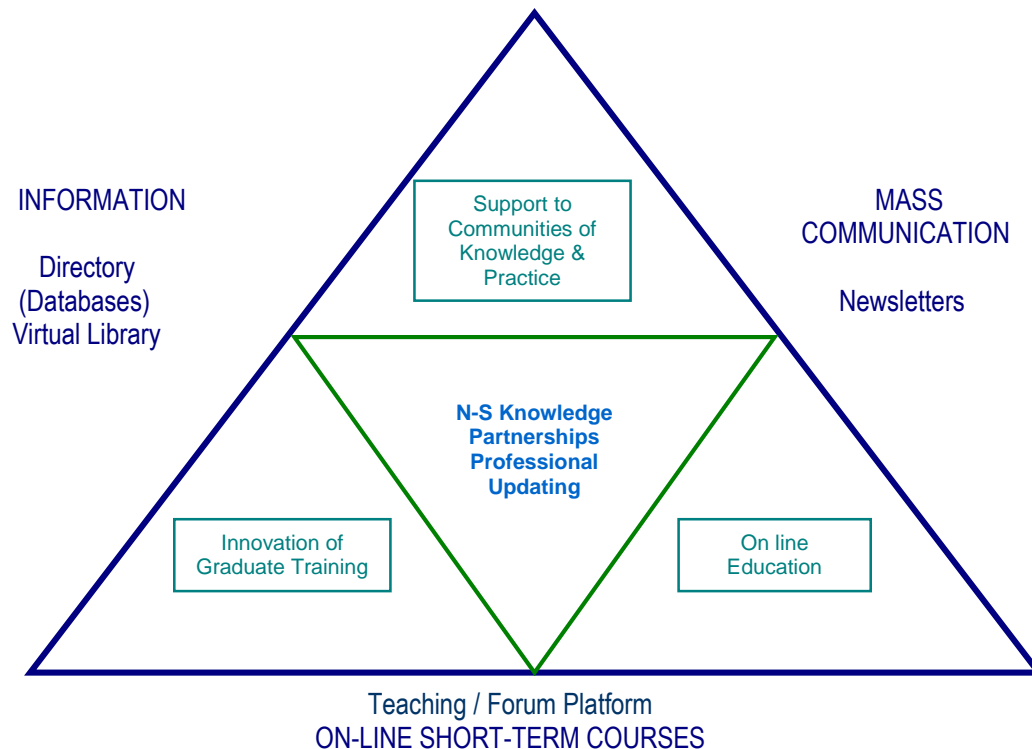 INFORMATION
Directory
(Databases)
Virtual Library
Support to
Communities of
Knowledge &
Practice
MASS
COMMUNICATION
Newsletters
N-S Knowledge
Partnerships
Professional
Updating
Innovation of
Graduate Training
On line
Education
Teaching / Forum Platform
ON-LINE SHORT-TERM COURSES